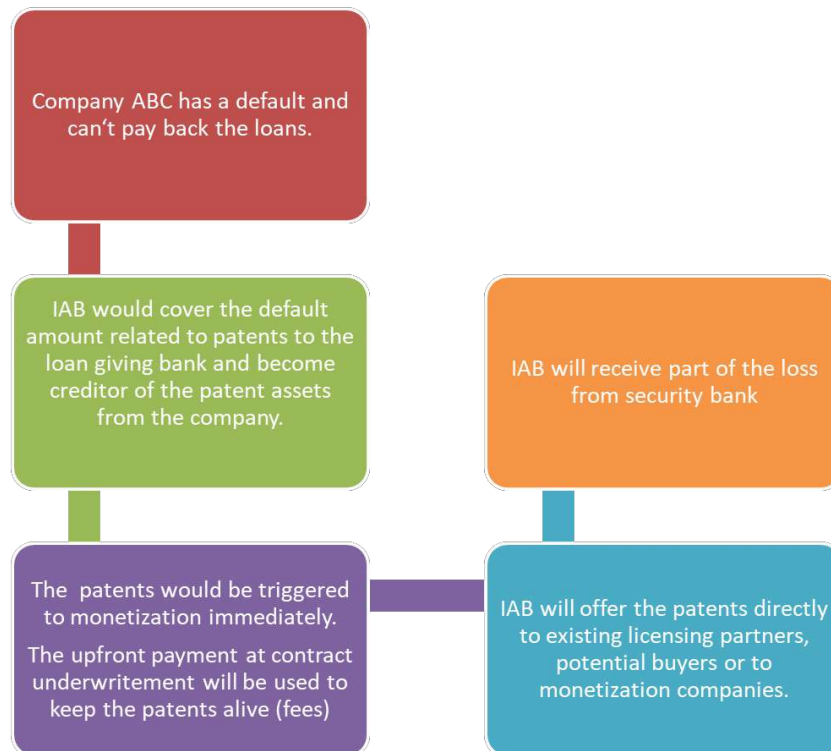 Company ABC has a default and
can‘t pay back the loans.
IAB would cover the default
amount related to patents to the
loan giving bank and become
creditor of the patent assets
from the company.
The  patents would be triggered
to monetization immediately.
The upfront payment at contract
underwritement will be used to
keep the patents alive (fees)
IAB will offer the patents directly
to existing licensing partners,
potential buyers or to
monetization companies.
IAB will receive part of the loss
from security bank